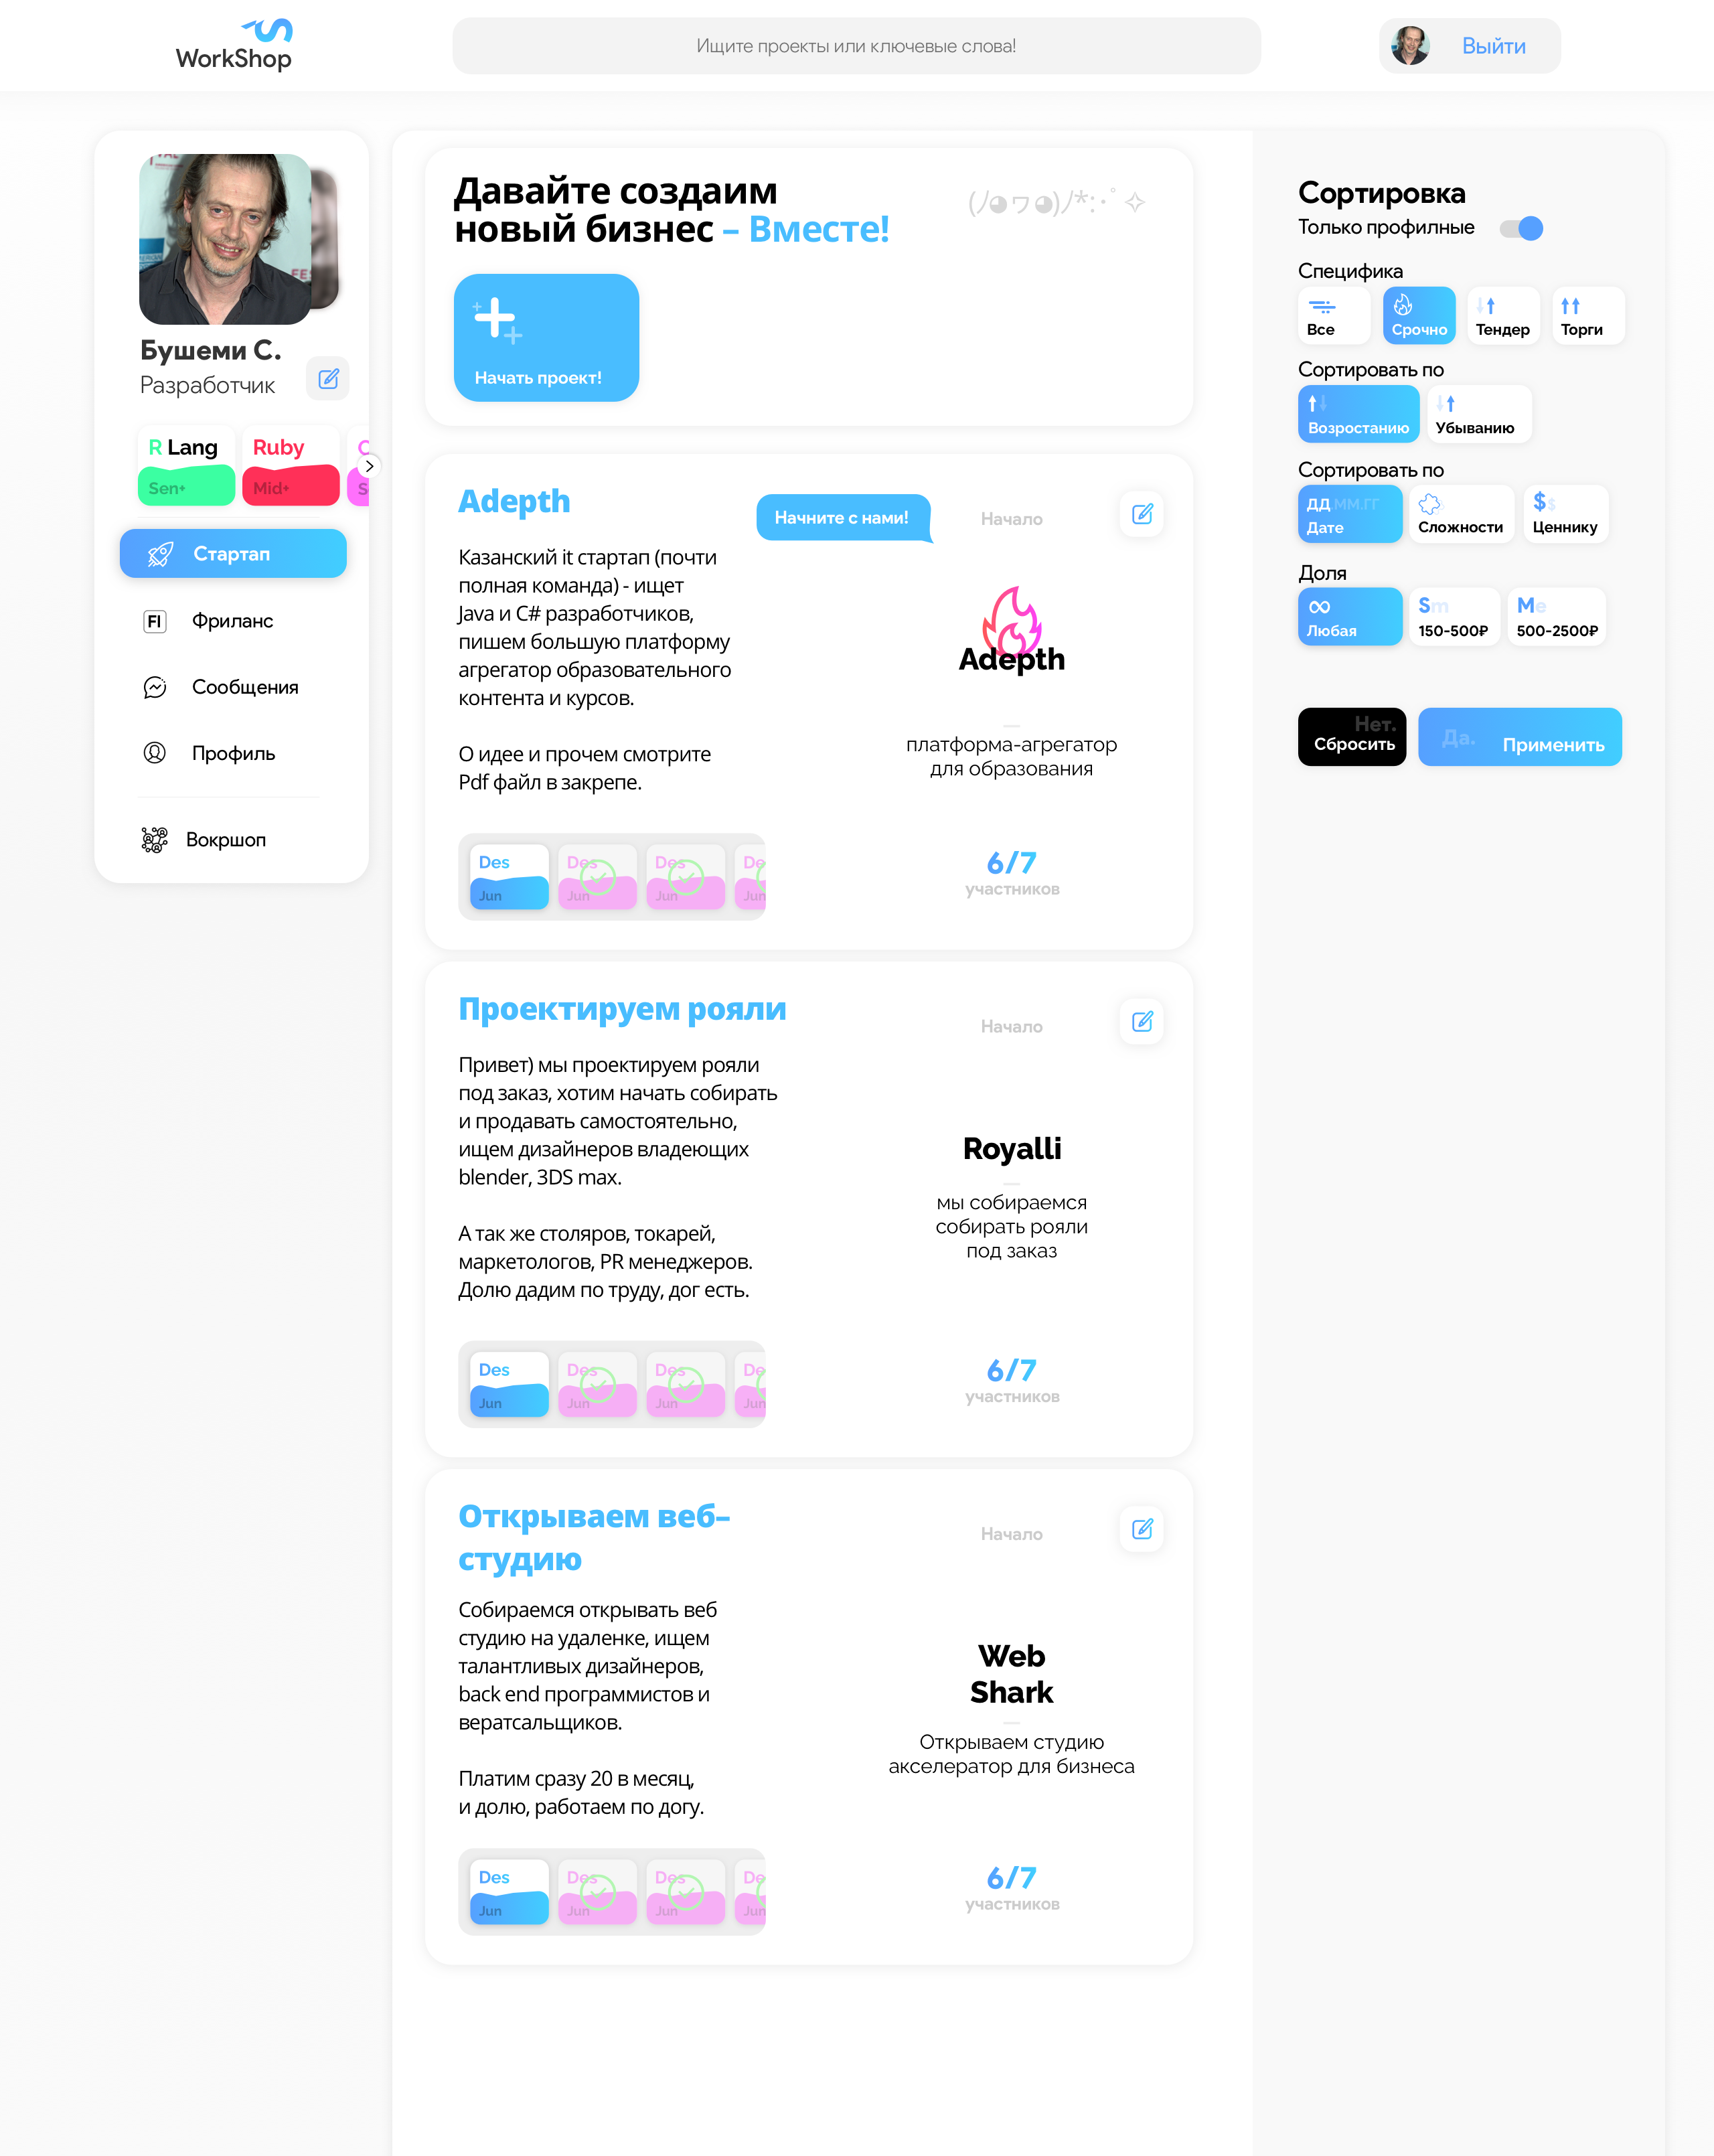 WorkShop
Ищите проекты или ключевые слова!
Выйти
Бушеми С.
Разработчик
R Lang
Sen+
Ruby
Mid+
Стартап
Fl
Фриланс
Сообщения
Профиль
Вокршоп
Давайте создаим
новый бизнес – Вместе!
(ﾉ◕ヮ◕)ﾉ*:･ﾟ✧
Начать проект!
Adepth
Начните с нами!
Начало
Казанский it стартап (почти
полная команда) - ищет
Java и C# разработчиков,
пишем большую платформу
агрегатор образовательного
контента и курсов.
О идее и прочем смотрите
Pdf файл в закрепе.
Adepth
платформа-агрегатор
для образования
Des
Jun
Des
Jun
Des
Jun
De
Jun
6/7
участников
Проектируем рояли
Начало
Привет) мы проектируем рояли
под заказ, хотим начать собирать
и продавать самостоятельно,
ищем дизайнеров владеющих
blender, 3DS max.
А так же столяров, токарей,
маркетологов, PR менеджеров.
Долю дадим по труду, дог есть.
Royalli
мы собираемся
собирать рояли
под заказ
Des
Jun
Des
Jun
Des
Jun
De
Jun
6/7
участников
Открываем веб–
студию
Начало
Собираемся открывать веб
студию на удаленке, ищем
талантливых дизайнеров,
back end программистов и
вератсальщиков.
Платим сразу 20 в месяц,
и долю, работаем по догу.
Web
Shark
Открываем студию
акселератор для бизнеса
Des
Jun
Des
Jun
Des
Jun
De
Jun
6/7
участников
Сортировка
Только профилные
Специфика
Все
Срочно
Тендер
Торги
Сортировать по
Возростанию
Убыванию
Сортировать по
ДД ММ.ГГ
Дате
Сложности
$$
Ценнику
Доля
∞
Любая
Sm
150-500₽
Me
500-2500₽
Нет.
Сбросить
Да.
Применить